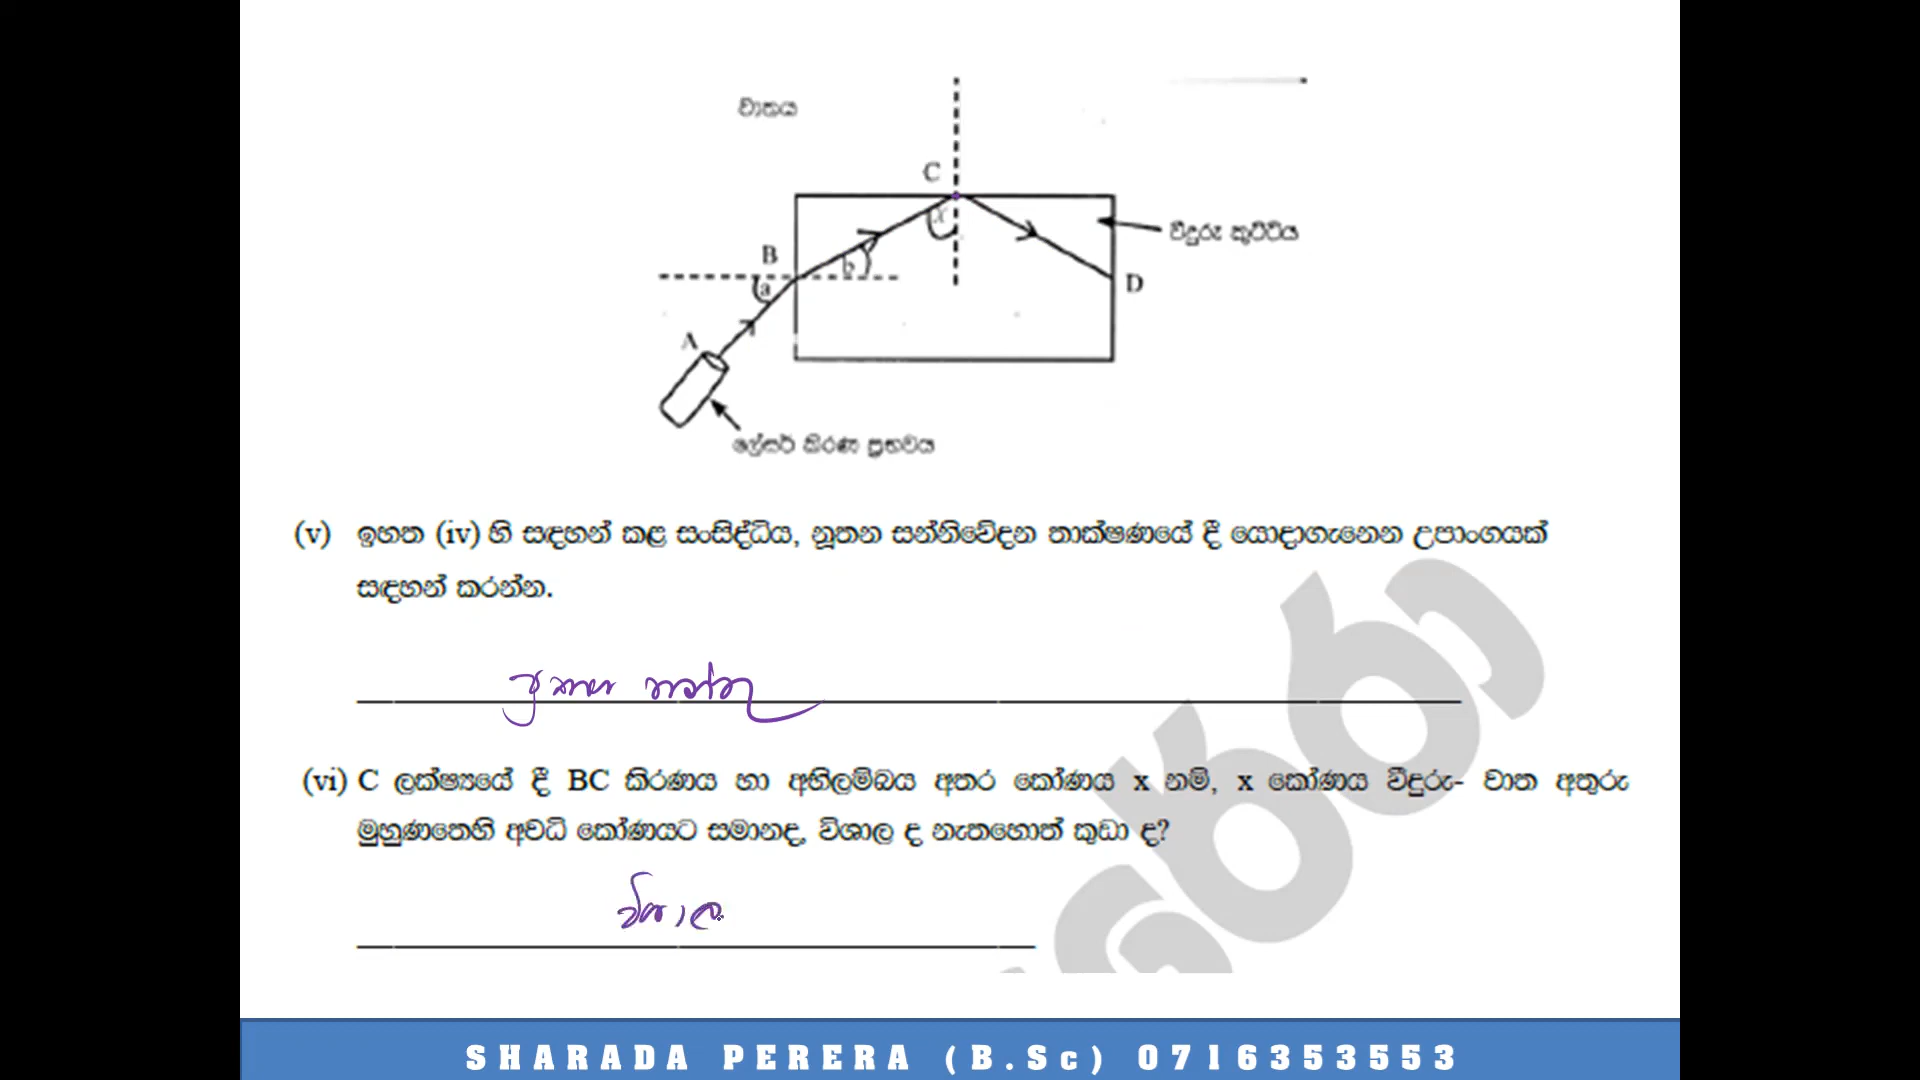 වාතය
C
x
වීදුරු කුට්ටිය
B
b
a
D
A
ලේසර් කිරණ ප්‍රභවය
(v) ඉහත (iv) හි සඳහන් කළ සංසිද්ධිය, නූතන සන්නිවේදන තාක්ෂණයේ දී යොදාගැනෙන උපාංගයක්
සඳහන් කරන්න.
ප්‍රකාශ තන්තු
(vi) C ලක්ෂ්‍යයේ දී BC කිරණය හා අභිලම්බය අතර කෝණය x නම්, x කෝණය වීදුරු- වාත අතුරු
මුහුණතෙහි අවධි කෝණයට සමානද, විශාල ද නැතහොත් කුඩා ද?
විශාල
SHARADA PERERA (B.Sc) 0716353553